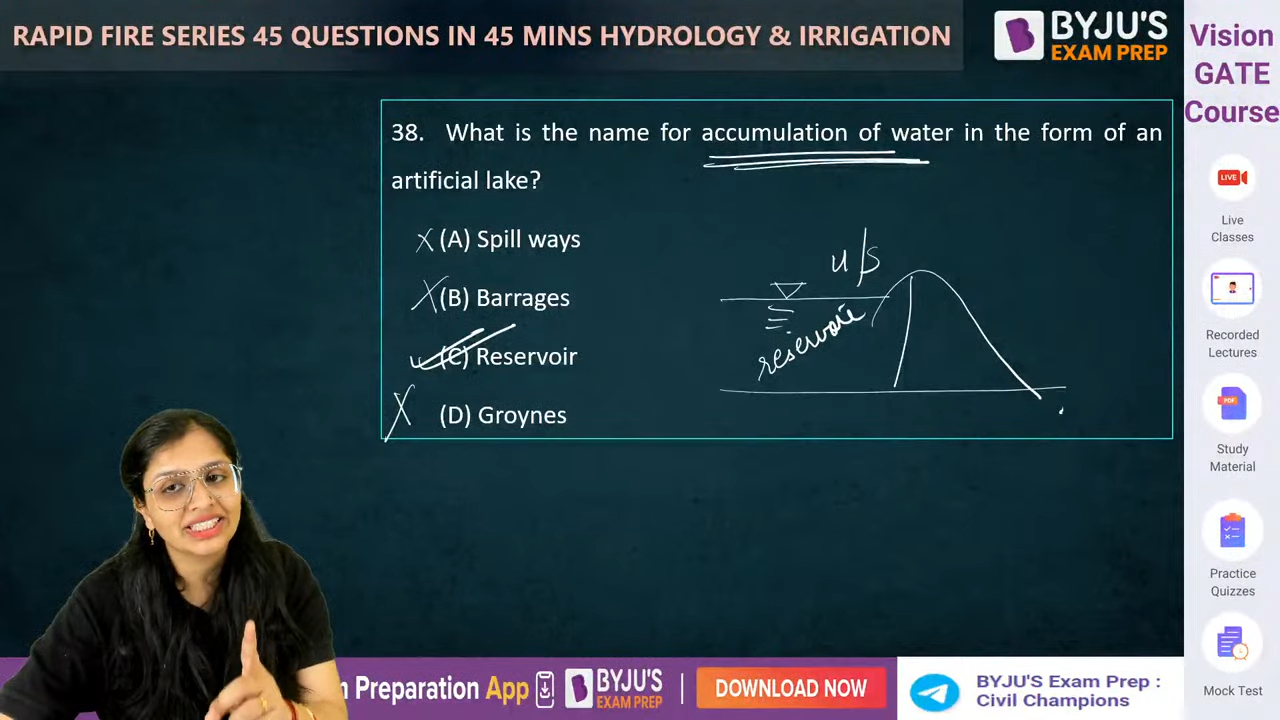 RAPID FIRE SERIES 45 QUESTIONS IN 45 MINS HYDROLOGY & IRRIGATION
BYJU'S
EXAM PREP
Vision
GATE
Course
38. What is the name for accumulation of water in the form of an
artificial lake?
X (A) Spill ways
X (B) Barrages
(C) Reservoir
X (D) Groynes
u/s
reservoire
LIVE
Live
Classes
Recorded
Lectures
PDF
Study
Material
Practice
Quizzes
Mock Test
Preparation App
BYJU'S
EXAM PREP
DOWNLOAD NOW
BYJU'S Exam Prep :
Civil Champions